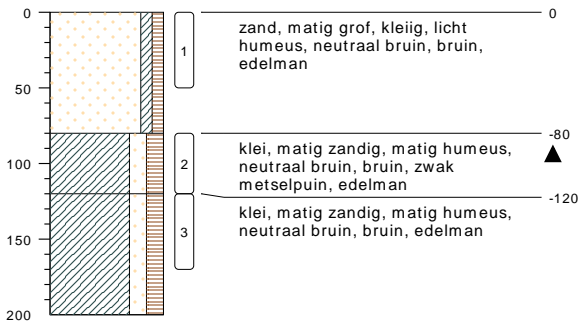 0
50
100
150
200
1
2
3
zand, matig grof, kleiig, licht
humeus, neutraal bruin, bruin,
edelman
klei, matig zandig, matig humeus,
neutraal bruin, bruin, zwak
metselpuin, edelman
klei, matig zandig, matig humeus,
neutraal bruin, bruin, edelman
0
-80
-120